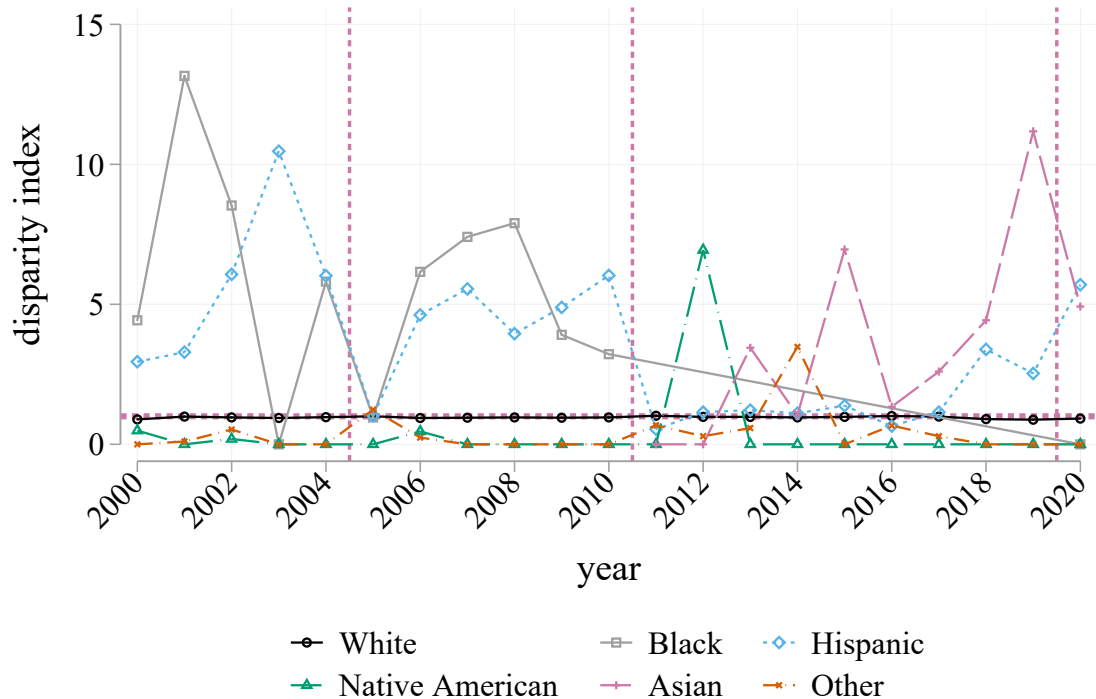 15
10
5
0
disparity index
2000 2002 2004 2006 2008 2010 2012 2014 2016 2018 2020
year
White Black Hispanic
Native American Asian Other